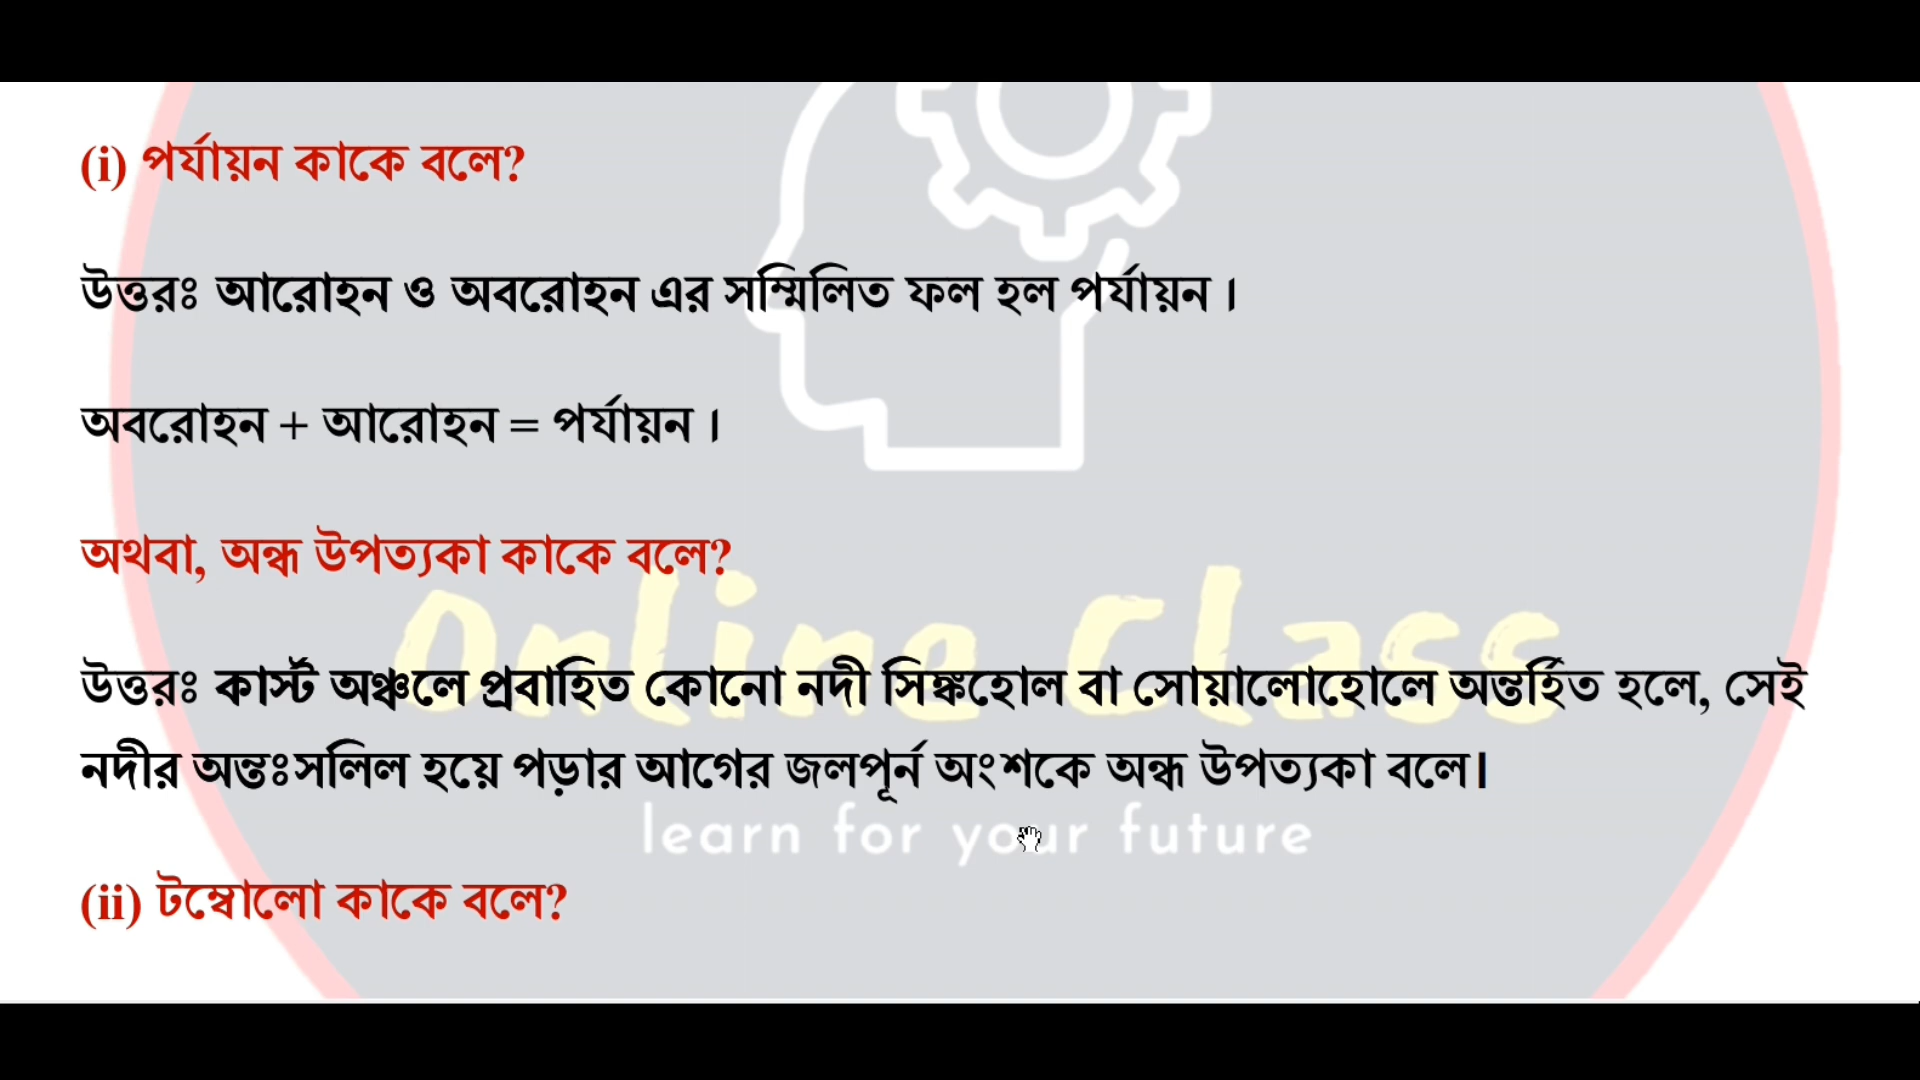 (i) পর্যায়ন কাকে বলে?
উত্তরঃ আরোহন ও অবরোহন এর সম্মিলিত ফল হল পর্যায়ন।
অবরোহন + আরোহন = পর্যায়ন।
অথবা, অন্ধ উপত্যকা কাকে বলে?
Online Class
উত্তরঃ কার্স্ট অঞ্চলে প্রবাহিত কোনো নদী সিঙ্কহোল বা সোয়ালোহোলে অন্তর্হিত হলে, সেই
নদীর অন্তঃসলিল হয়ে পড়ার আগের জলপূর্ন অংশকে অন্ধ উপত্যকা বলে।
learn for your future
(ii) টম্বোলো কাকে বলে?